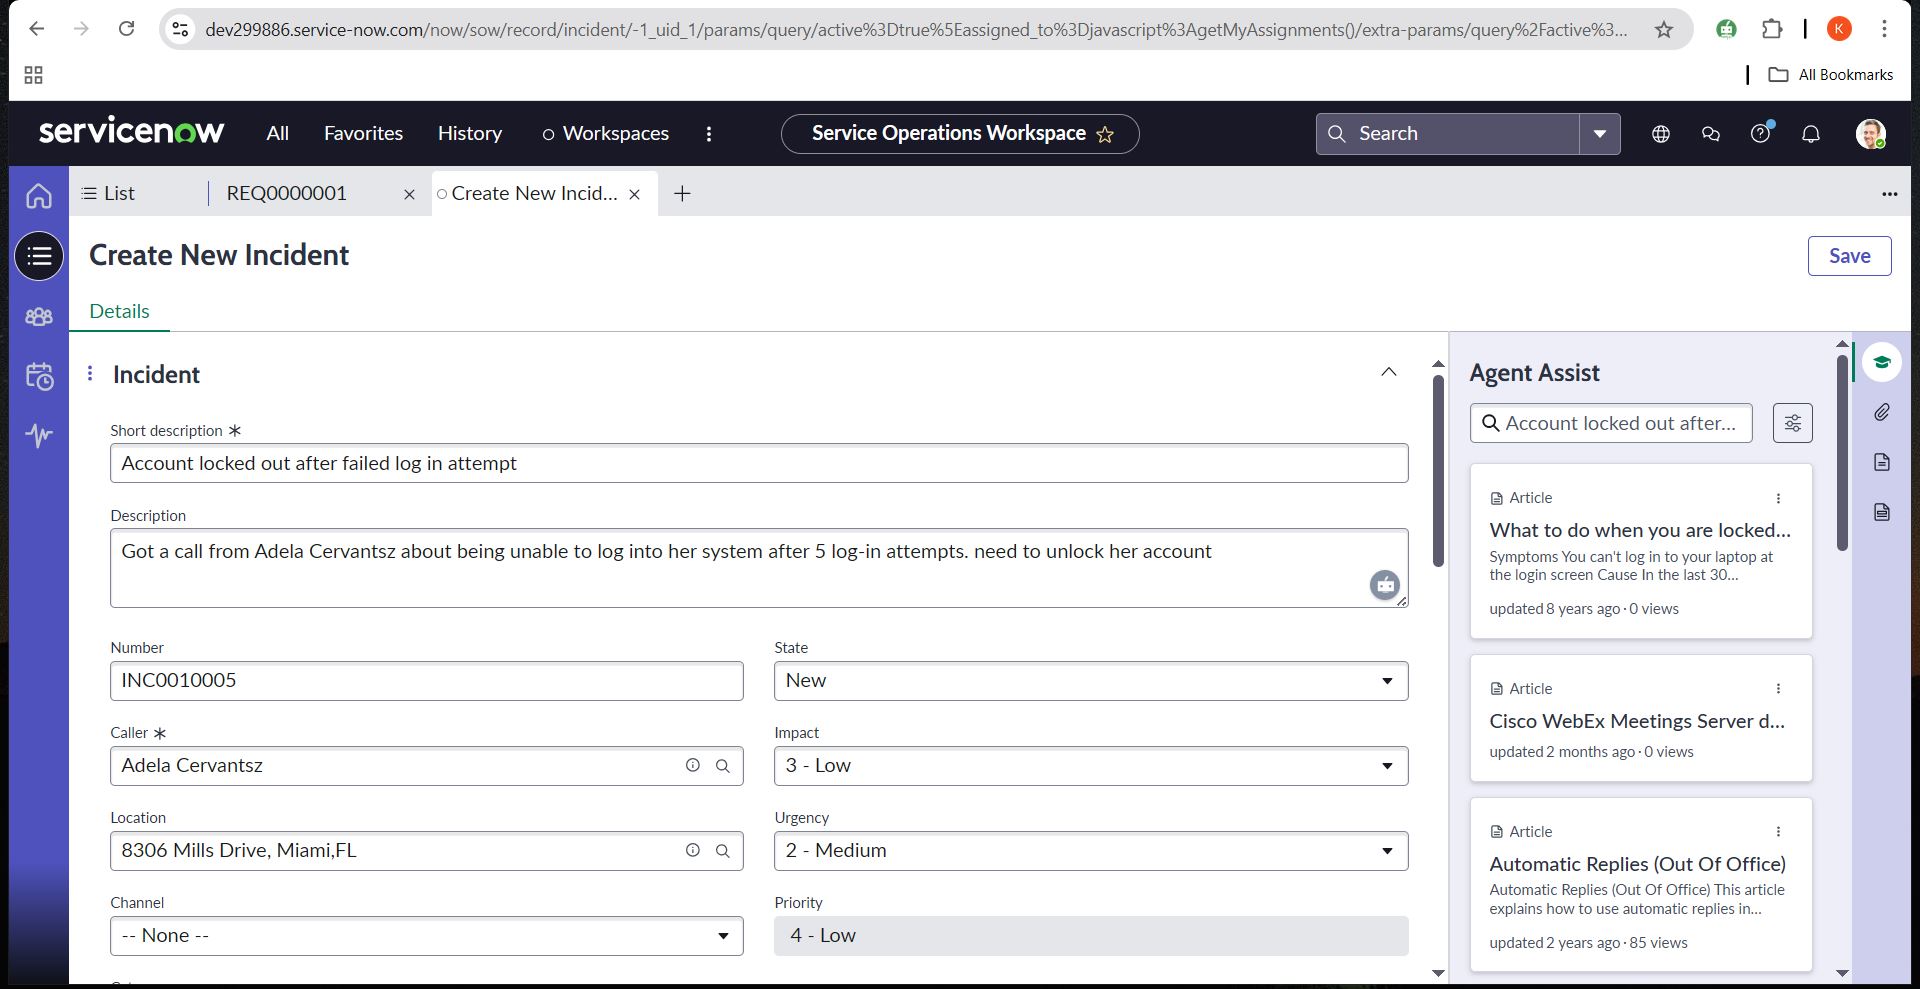 dev299886.service-now.com/now/sow/record/incident/-1_uid_1/params/query/active%3Dtrue%5Eassigned_to%3Djavascript%3AgetMyAssignments()/extra-params/query%2Factive%3...
K
All Bookmarks
servicenow
All
Favorites
History
Workspaces
Service Operations Workspace
Search
List
REQ0000001
Create New Incid...
Create New Incident
Save
Details
Incident
Short description *
Account locked out after failed log in attempt
Description
Got a call from Adela Cervantsz about being unable to log into her system after 5 log-in attempts. need to unlock her account
Number
INC0010005
State
New
Caller *
Adela Cervantsz
Impact
3 - Low
Location
8306 Mills Drive, Miami,FL
Urgency
2 - Medium
Channel
-- None --
Priority
4 - Low
Agent Assist
Account locked out after...
Article
What to do when you are locked...
Symptoms You can't log in to your laptop at
the login screen Cause In the last 30...
updated 8 years ago · 0 views
Article
Cisco WebEx Meetings Server d...
updated 2 months ago · 0 views
Article
Automatic Replies (Out Of Office)
Automatic Replies (Out Of Office) This article
explains how to use automatic replies in...
updated 2 years ago · 85 views